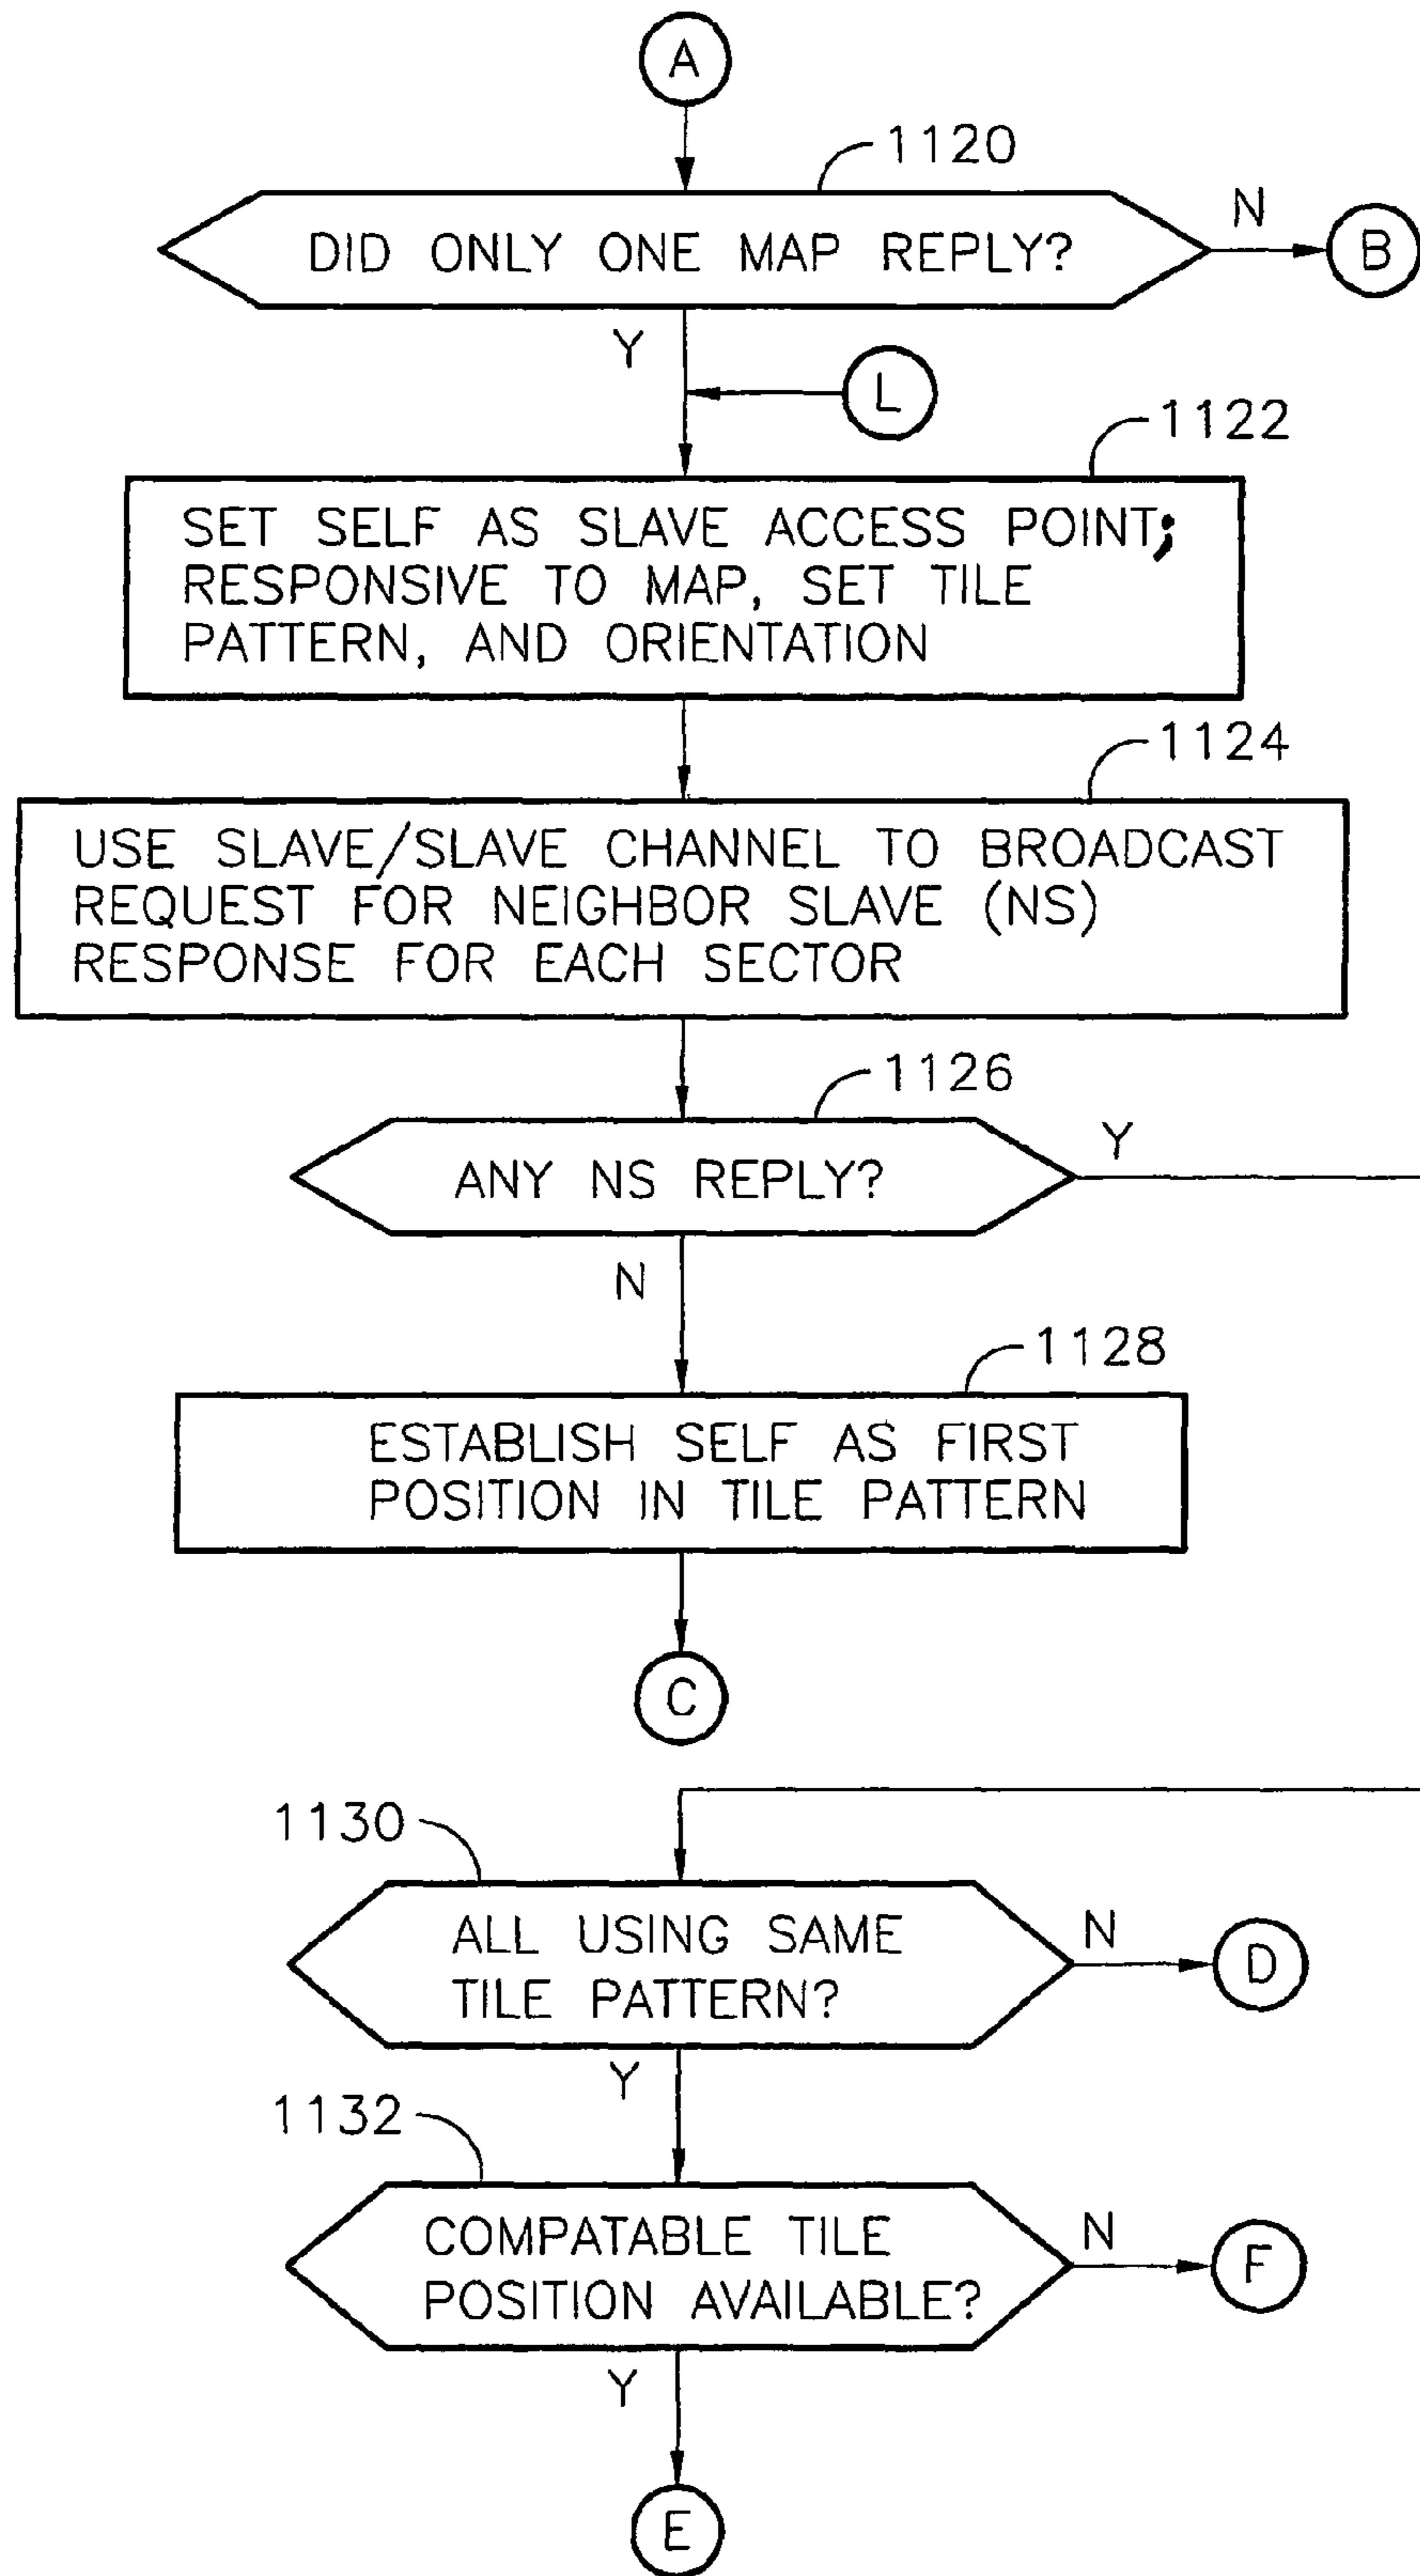 A
1120
DID ONLY ONE MAP REPLY?
N
B
Y
L
1122
SET SELF AS SLAVE ACCESS POINT;
RESPONSIVE TO MAP, SET TILE
PATTERN, AND ORIENTATION
1124
USE SLAVE/SLAVE CHANNEL TO BROADCAST
REQUEST FOR NEIGHBOR SLAVE (NS)
RESPONSE FOR EACH SECTOR
1126
ANY NS REPLY?
Y
N
1128
ESTABLISH SELF AS FIRST
POSITION IN TILE PATTERN
C
1130
ALL USING SAME
TILE PATTERN?
N
D
Y
1132
COMPATABLE TILE
POSITION AVAILABLE?
N
F
Y
E